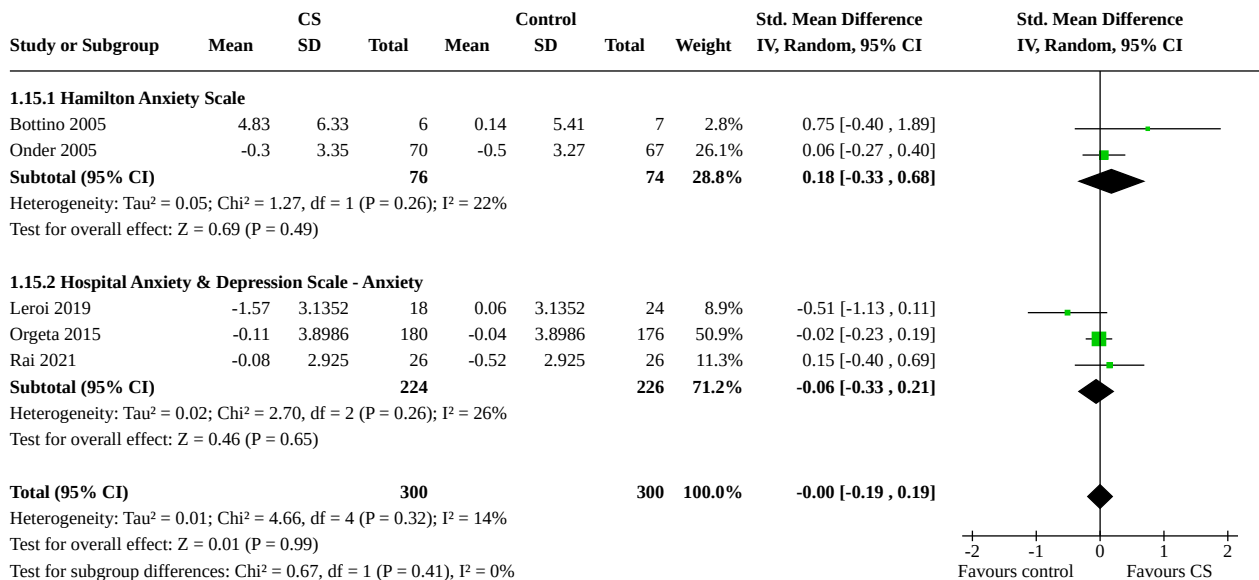 CS Control Std. Mean Difference Std. Mean Difference
Study or Subgroup Mean SD Total Mean SD Total Weight IV, Random, 95% CI IV, Random, 95% CI
1.15.1 Hamilton Anxiety Scale
Bottino 2005 4.83 6.33 6 0.14 5.41 7 2.8% 0.75 [-0.40 , 1.89]
Onder 2005 -0.3 3.35 70 -0.5 3.27 67 26.1% 0.06 [-0.27 , 0.40]
Subtotal (95% CI) 76 74 28.8% 0.18 [-0.33 , 0.68]
Heterogeneity: Tau² = 0.05; Chi² = 1.27, df = 1 (P = 0.26); I² = 22%
Test for overall effect: Z = 0.69 (P = 0.49)
1.15.2 Hospital Anxiety & Depression Scale - Anxiety
Leroi 2019 -1.57 3.1352 18 0.06 3.1352 24 8.9% -0.51 [-1.13 , 0.11]
Orgeta 2015 -0.11 3.8986 180 -0.04 3.8986 176 50.9% -0.02 [-0.23 , 0.19]
Rai 2021 -0.08 2.925 26 -0.52 2.925 26 11.3% 0.15 [-0.40 , 0.69]
Subtotal (95% CI) 224 226 71.2% -0.06 [-0.33 , 0.21]
Heterogeneity: Tau² = 0.02; Chi² = 2.70, df = 2 (P = 0.26); I² = 26%
Test for overall effect: Z = 0.46 (P = 0.65)
Total (95% CI) 300 300 100.0% -0.00 [-0.19 , 0.19]
Heterogeneity: Tau² = 0.01; Chi² = 4.66, df = 4 (P = 0.32); I² = 14%
Test for overall effect: Z = 0.01 (P = 0.99)
Test for subgroup differences: Chi² = 0.67, df = 1 (P = 0.41), I² = 0%
-2 -1 0 1 2
Favours control Favours CS